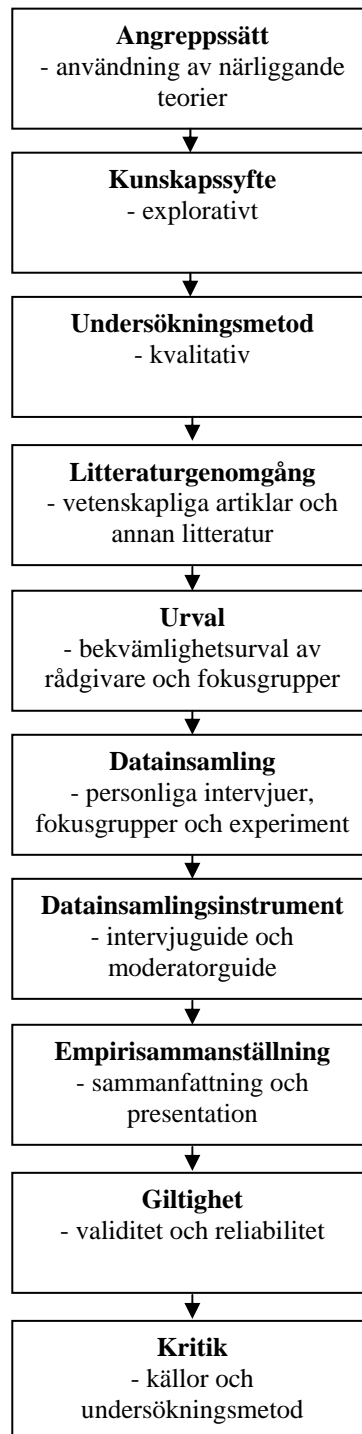 Angreppssätt
- användning av närliggande
teorier
Kunskapssyfte
- explorativt
Undersökningsmetod
- kvalitativ
Litteraturgenomgång
- vetenskapliga artiklar och
annan litteratur
Urval
- bekvämlighetsurval av
rådgivare och fokusgrupper
Datainsamling
- personliga intervjuer,
fokusgrupper och experiment
Datainsamlingsinstrument
- intervjuguide och
moderatorguide
Empirisammanställning
- sammanfattning och
presentation
Giltighet
- validitet och reliabilitet
Kritik
- källor och
undersökningsmetod